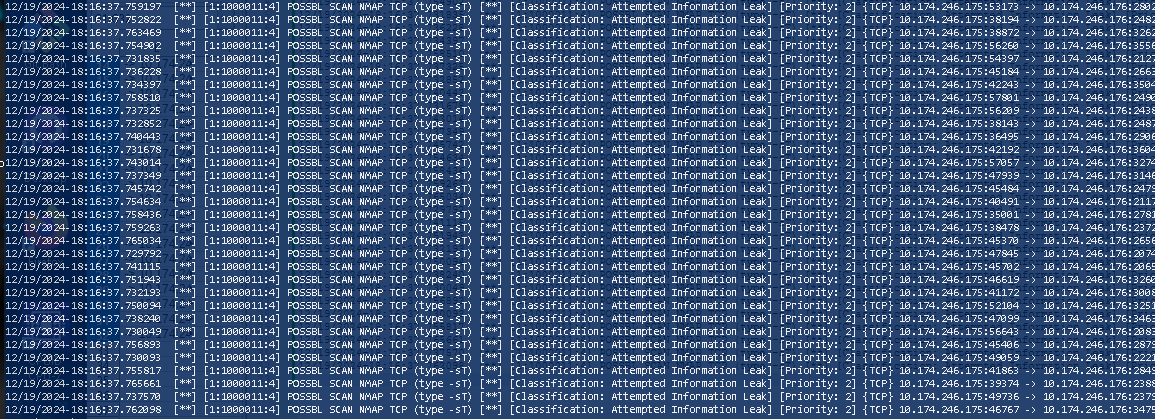 12/19/2024-18:16:37.759197 [**] [1:1000011:4] POSSBL SCAN NMAP TCP (type -sT) [**] [Classification: Attempted Information Leak] [Priority: 2] {TCP} 10.174.246.175:53173 -> 10.174.246.176:2802
12/19/2024-18:16:37.752822 [**] [1:1000011:4] POSSBL SCAN NMAP TCP (type -sT) [**] [Classification: Attempted Information Leak] [Priority: 2] {TCP} 10.174.246.175:38194 -> 10.174.246.176:2482
12/19/2024-18:16:37.763469 [**] [1:1000011:4] POSSBL SCAN NMAP TCP (type -sT) [**] [Classification: Attempted Information Leak] [Priority: 2] {TCP} 10.174.246.175:38872 -> 10.174.246.176:3262
12/19/2024-18:16:37.754902 [**] [1:1000011:4] POSSBL SCAN NMAP TCP (type -sT) [**] [Classification: Attempted Information Leak] [Priority: 2] {TCP} 10.174.246.175:56260 -> 10.174.246.176:3556
12/19/2024-18:16:37.731835 [**] [1:1000011:4] POSSBL SCAN NMAP TCP (type -sT) [**] [Classification: Attempted Information Leak] [Priority: 2] {TCP} 10.174.246.175:54397 -> 10.174.246.176:2127
12/19/2024-18:16:37.736228 [**] [1:1000011:4] POSSBL SCAN NMAP TCP (type -sT) [**] [Classification: Attempted Information Leak] [Priority: 2] {TCP} 10.174.246.175:45184 -> 10.174.246.176:2663
12/19/2024-18:16:37.734397 [**] [1:1000011:4] POSSBL SCAN NMAP TCP (type -sT) [**] [Classification: Attempted Information Leak] [Priority: 2] {TCP} 10.174.246.175:42243 -> 10.174.246.176:3504
12/19/2024-18:16:37.758510 [**] [1:1000011:4] POSSBL SCAN NMAP TCP (type -sT) [**] [Classification: Attempted Information Leak] [Priority: 2] {TCP} 10.174.246.175:57801 -> 10.174.246.176:2490
12/19/2024-18:16:37.737325 [**] [1:1000011:4] POSSBL SCAN NMAP TCP (type -sT) [**] [Classification: Attempted Information Leak] [Priority: 2] {TCP} 10.174.246.175:56209 -> 10.174.246.176:2437
12/19/2024-18:16:37.732852 [**] [1:1000011:4] POSSBL SCAN NMAP TCP (type -sT) [**] [Classification: Attempted Information Leak] [Priority: 2] {TCP} 10.174.246.175:38143 -> 10.174.246.176:2487
12/19/2024-18:16:37.740443 [**] [1:1000011:4] POSSBL SCAN NMAP TCP (type -sT) [**] [Classification: Attempted Information Leak] [Priority: 2] {TCP} 10.174.246.175:36495 -> 10.174.246.176:2906
12/19/2024-18:16:37.731678 [**] [1:1000011:4] POSSBL SCAN NMAP TCP (type -sT) [**] [Classification: Attempted Information Leak] [Priority: 2] {TCP} 10.174.246.175:42192 -> 10.174.246.176:3604
12/19/2024-18:16:37.743014 [**] [1:1000011:4] POSSBL SCAN NMAP TCP (type -sT) [**] [Classification: Attempted Information Leak] [Priority: 2] {TCP} 10.174.246.175:57057 -> 10.174.246.176:3274
12/19/2024-18:16:37.737349 [**] [1:1000011:4] POSSBL SCAN NMAP TCP (type -sT) [**] [Classification: Attempted Information Leak] [Priority: 2] {TCP} 10.174.246.175:47939 -> 10.174.246.176:3146
12/19/2024-18:16:37.745742 [**] [1:1000011:4] POSSBL SCAN NMAP TCP (type -sT) [**] [Classification: Attempted Information Leak] [Priority: 2] {TCP} 10.174.246.175:45484 -> 10.174.246.176:2479
12/19/2024-18:16:37.754634 [**] [1:1000011:4] POSSBL SCAN NMAP TCP (type -sT) [**] [Classification: Attempted Information Leak] [Priority: 2] {TCP} 10.174.246.175:40491 -> 10.174.246.176:2117
12/19/2024-18:16:37.758436 [**] [1:1000011:4] POSSBL SCAN NMAP TCP (type -sT) [**] [Classification: Attempted Information Leak] [Priority: 2] {TCP} 10.174.246.175:35001 -> 10.174.246.176:2781
12/19/2024-18:16:37.759263 [**] [1:1000011:4] POSSBL SCAN NMAP TCP (type -sT) [**] [Classification: Attempted Information Leak] [Priority: 2] {TCP} 10.174.246.175:38478 -> 10.174.246.176:2372
12/19/2024-18:16:37.765034 [**] [1:1000011:4] POSSBL SCAN NMAP TCP (type -sT) [**] [Classification: Attempted Information Leak] [Priority: 2] {TCP} 10.174.246.175:45370 -> 10.174.246.176:2656
12/19/2024-18:16:37.729792 [**] [1:1000011:4] POSSBL SCAN NMAP TCP (type -sT) [**] [Classification: Attempted Information Leak] [Priority: 2] {TCP} 10.174.246.175:47845 -> 10.174.246.176:2074
12/19/2024-18:16:37.741115 [**] [1:1000011:4] POSSBL SCAN NMAP TCP (type -sT) [**] [Classification: Attempted Information Leak] [Priority: 2] {TCP} 10.174.246.175:45702 -> 10.174.246.176:2065
12/19/2024-18:16:37.751943 [**] [1:1000011:4] POSSBL SCAN NMAP TCP (type -sT) [**] [Classification: Attempted Information Leak] [Priority: 2] {TCP} 10.174.246.175:46619 -> 10.174.246.176:3260
12/19/2024-18:16:37.732193 [**] [1:1000011:4] POSSBL SCAN NMAP TCP (type -sT) [**] [Classification: Attempted Information Leak] [Priority: 2] {TCP} 10.174.246.175:41172 -> 10.174.246.176:3006
12/19/2024-18:16:37.756094 [**] [1:1000011:4] POSSBL SCAN NMAP TCP (type -sT) [**] [Classification: Attempted Information Leak] [Priority: 2] {TCP} 10.174.246.175:52104 -> 10.174.246.176:3251
12/19/2024-18:16:37.738240 [**] [1:1000011:4] POSSBL SCAN NMAP TCP (type -sT) [**] [Classification: Attempted Information Leak] [Priority: 2] {TCP} 10.174.246.175:47099 -> 10.174.246.176:3463
12/19/2024-18:16:37.730049 [**] [1:1000011:4] POSSBL SCAN NMAP TCP (type -sT) [**] [Classification: Attempted Information Leak] [Priority: 2] {TCP} 10.174.246.175:56643 -> 10.174.246.176:2083
12/19/2024-18:16:37.756893 [**] [1:1000011:4] POSSBL SCAN NMAP TCP (type -sT) [**] [Classification: Attempted Information Leak] [Priority: 2] {TCP} 10.174.246.175:45406 -> 10.174.246.176:2879
12/19/2024-18:16:37.730093 [**] [1:1000011:4] POSSBL SCAN NMAP TCP (type -sT) [**] [Classification: Attempted Information Leak] [Priority: 2] {TCP} 10.174.246.175:49059 -> 10.174.246.176:2221
12/19/2024-18:16:37.755817 [**] [1:1000011:4] POSSBL SCAN NMAP TCP (type -sT) [**] [Classification: Attempted Information Leak] [Priority: 2] {TCP} 10.174.246.175:41863 -> 10.174.246.176:2849
12/19/2024-18:16:37.765661 [**] [1:1000011:4] POSSBL SCAN NMAP TCP (type -sT) [**] [Classification: Attempted Information Leak] [Priority: 2] {TCP} 10.174.246.175:39374 -> 10.174.246.176:2388
12/19/2024-18:16:37.737570 [**] [1:1000011:4] POSSBL SCAN NMAP TCP (type -sT) [**] [Classification: Attempted Information Leak] [Priority: 2] {TCP} 10.174.246.175:49736 -> 10.174.246.176:2379
12/19/2024-18:16:37.762098 [**] [1:1000011:4] POSSBL SCAN NMAP TCP (type -sT) [**] [Classification: Attempted Information Leak] [Priority: 2] {TCP} 10.174.246.175:46767 -> 10.174.246.176:3475